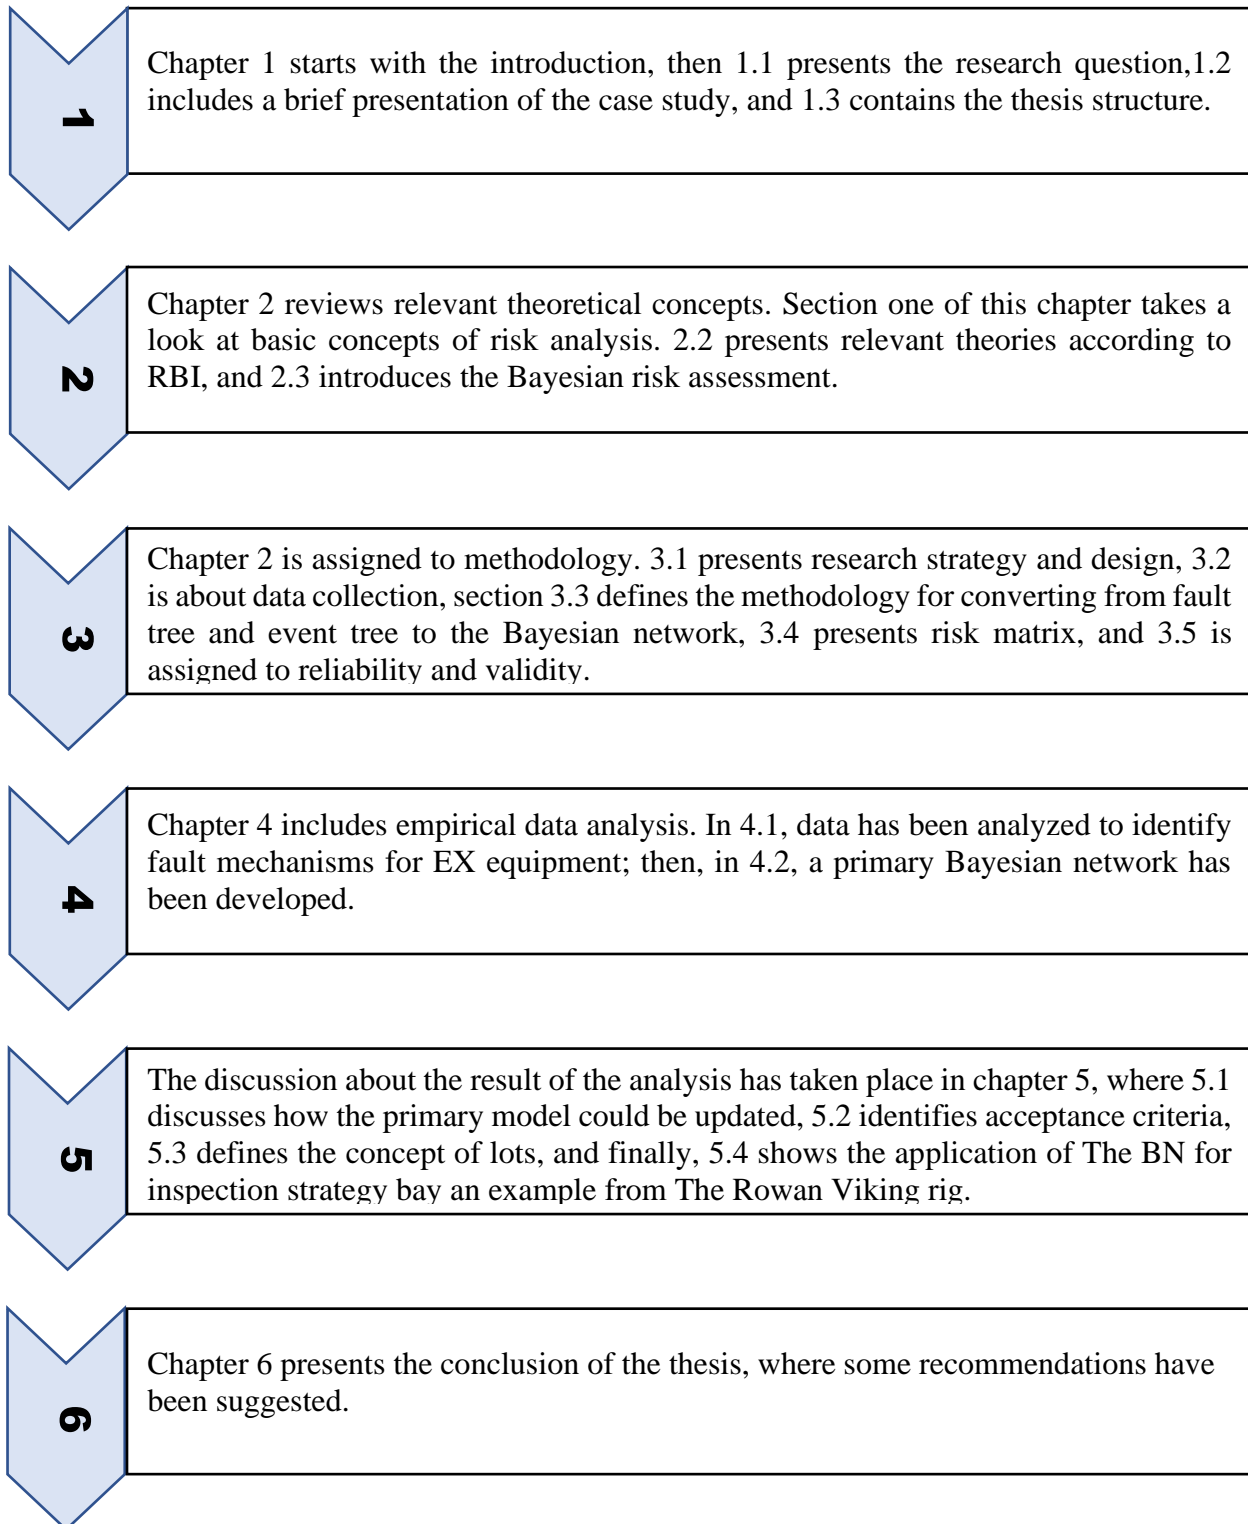 1
Chapter 1 starts with the introduction, then 1.1 presents the research question,1.2
includes a brief presentation of the case study, and 1.3 contains the thesis structure.
2
Chapter 2 reviews relevant theoretical concepts. Section one of this chapter takes a
look at basic concepts of risk analysis. 2.2 presents relevant theories according to
RBI, and 2.3 introduces the Bayesian risk assessment.
3
Chapter 2 is assigned to methodology. 3.1 presents research strategy and design, 3.2
is about data collection, section 3.3 defines the methodology for converting from fault
tree and event tree to the Bayesian network, 3.4 presents risk matrix, and 3.5 is
assigned to reliability and validity.
4
Chapter 4 includes empirical data analysis. In 4.1, data has been analyzed to identify
fault mechanisms for EX equipment; then, in 4.2, a primary Bayesian network has
been developed.
5
The discussion about the result of the analysis has taken place in chapter 5, where 5.1
discusses how the primary model could be updated, 5.2 identifies acceptance criteria,
5.3 defines the concept of lots, and finally, 5.4 shows the application of The BN for
inspection strategy bay an example from The Rowan Viking rig.
6
Chapter 6 presents the conclusion of the thesis, where some recommendations have
been suggested.